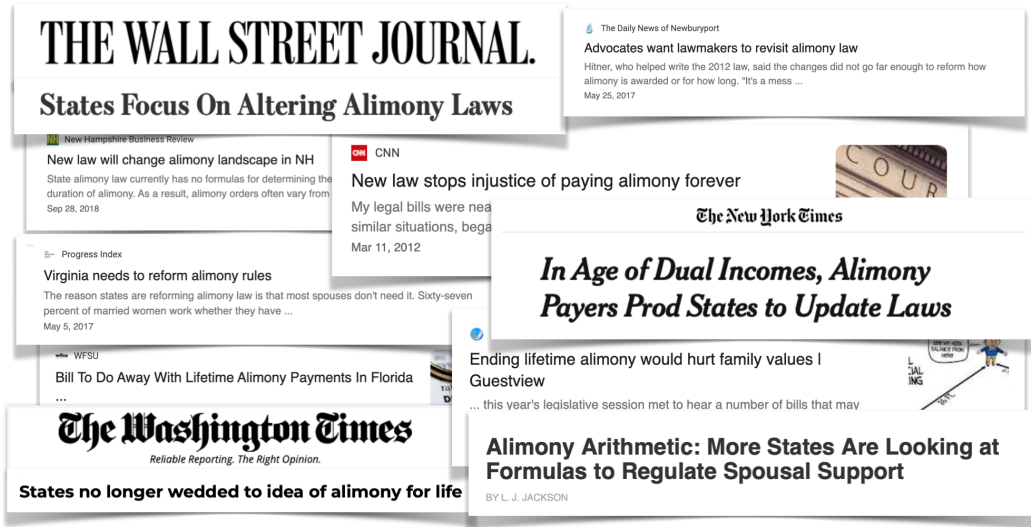 THE WALL STREET JOURNAL.
States Focus On Altering Alimony Laws
The Daily News of Newburyport
Advocates want lawmakers to revisit alimony law
Hitner, who helped write the 2012 law, said the changes did not go far enough to reform how
alimony is awarded or for how long. "It's a mess ...
May 25, 2017
NH New Hampshire Business Review
New law will change alimony landscape in NH
State alimony law currently has no formulas for determining the
duration of alimony. As a result, alimony orders often vary from
Sep 28, 2018
CNN CNN
New law stops injustice of paying alimony forever
My legal bills were nea
similar situations, bega
Mar 11, 2012
COUR
The New York Times
In Age of Dual Incomes, Alimony
Payers Prod States to Update Laws
Progress Index
Virginia needs to reform alimony rules
The reason states are reforming alimony law is that most spouses don't need it. Sixty-seven
percent of married women work whether they have ...
May 5, 2017
wfsu WFSU
Bill To Do Away With Lifetime Alimony Payments In Florida
...
Ending lifetime alimony would hurt family values |
Guestview
... this year's legislative session met to hear a number of bills that may
BALANCE FROM
HERE
The Washington Times
Reliable Reporting. The Right Opinion.
States no longer wedded to idea of alimony for life
Alimony Arithmetic: More States Are Looking at
Formulas to Regulate Spousal Support
BY L. J. JACKSON